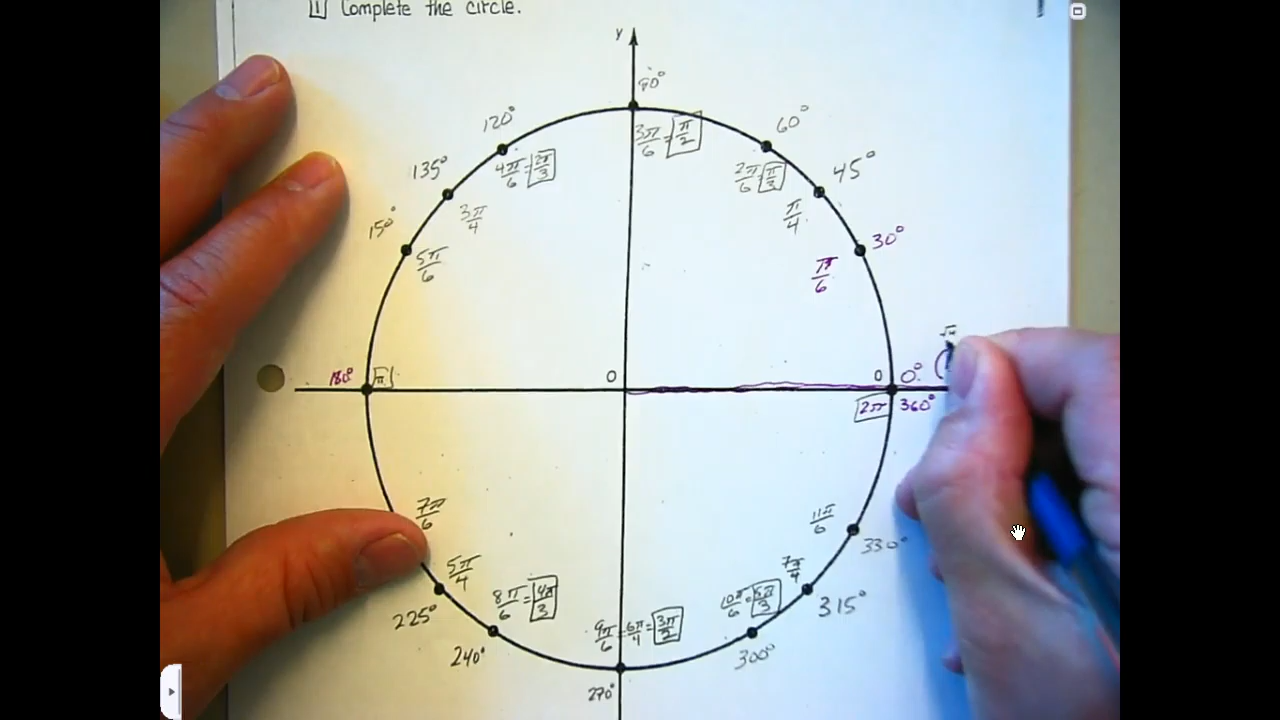 1 Complete the circle.
y
90°
120°
3π/6 = π/2
60°
135°
4π/6 = 2π/3
2π/6 = π/3
45°
15°
3π/4
π/4
30°
5π/6
π/6
180°
π
0
0
0°
2π
360°
7π/6
11π/6
330°
5π/4
7π/4
225°
8π/6 = 4π/3
10π/6 = 5π/3
315°
240°
9π/6 = 6π/4 = 3π/2
300°
270°